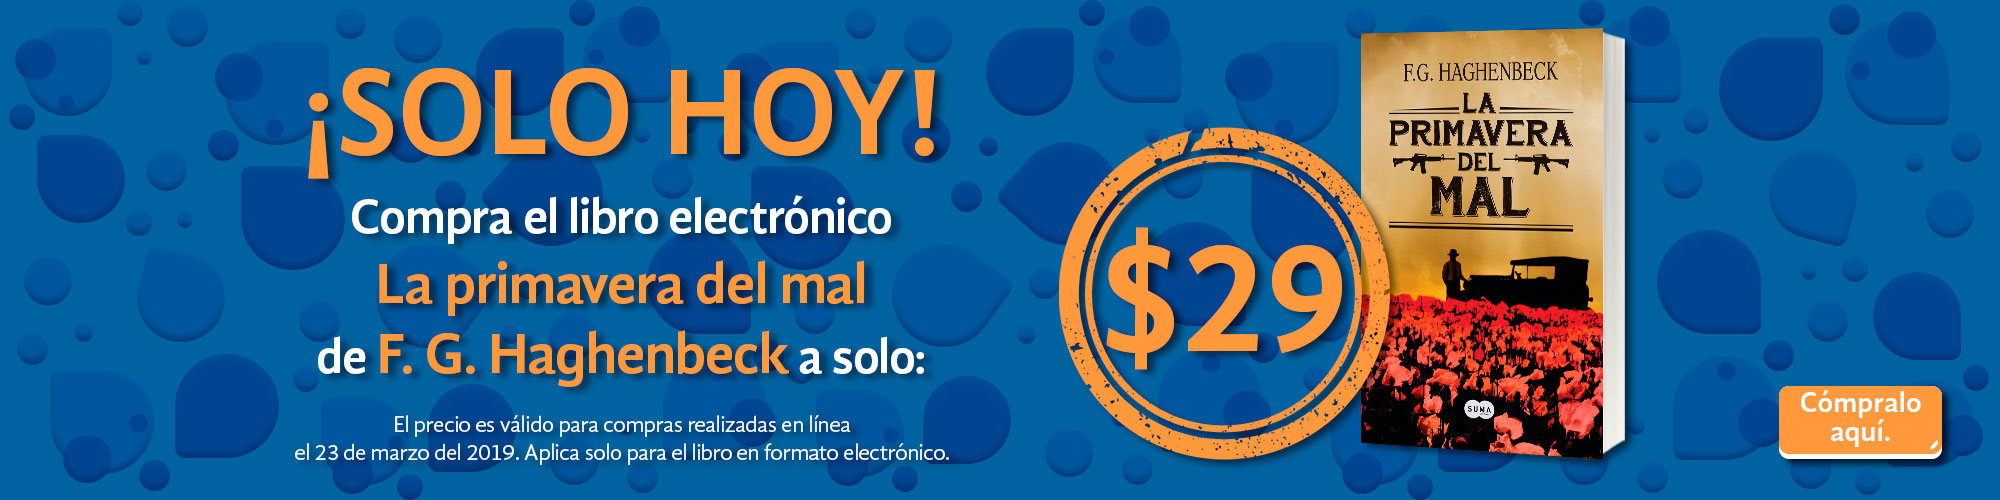 ¡SOLO HOY!
Compra el libro electrónico
La primavera del mal
de F. G. Haghenbeck a solo:
El precio es válido para compras realizadas en línea
el 23 de marzo del 2019. Aplica solo para el libro en formato electrónico.
$29
F.G. HAGHENBECK
LA
PRIMAVERA
DEL
MAL
SUMA
Cómpralo
aquí.